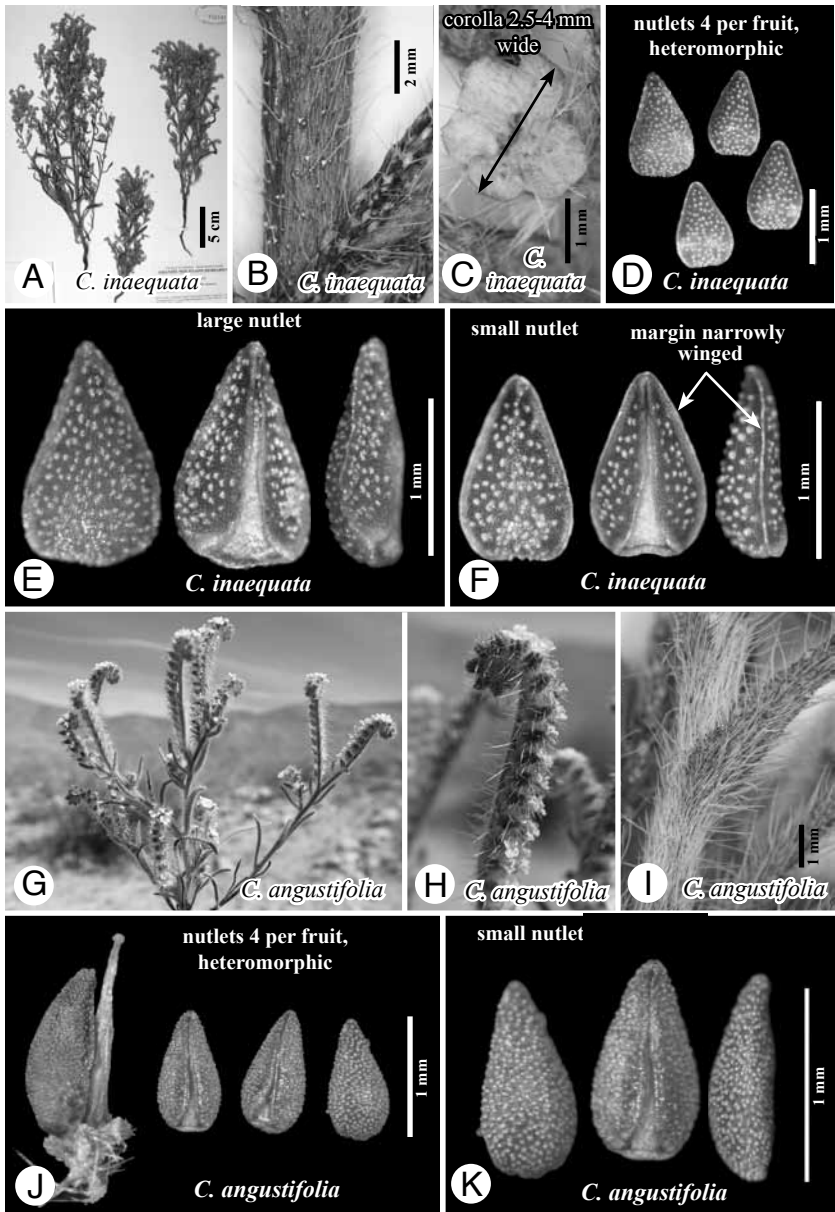 A
C. inaequata
5 cm
B
C. inaequata
2 mm
corolla 2.5-4 mm
wide
C
C.
inaequata
1 mm
nutlets 4 per fruit,
heteromorphic
D
C. inaequata
1 mm
large nutlet
E
C. inaequata
1 mm
small nutlet
margin narrowly
winged
F
C. inaequata
1 mm
G
C. angustifolia
H
C. angustifolia
I
C. angustifolia
1 mm
nutlets 4 per fruit,
heteromorphic
J
C. angustifolia
1 mm
small nutlet
K
C. angustifolia
1 mm